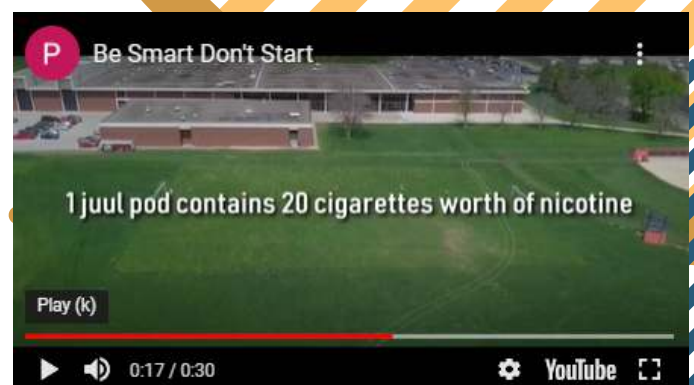 P Be Smart Don't Start
1 juul pod contains 20 cigarettes worth of nicotine
Play (k)
0:17 / 0:30 YouTube